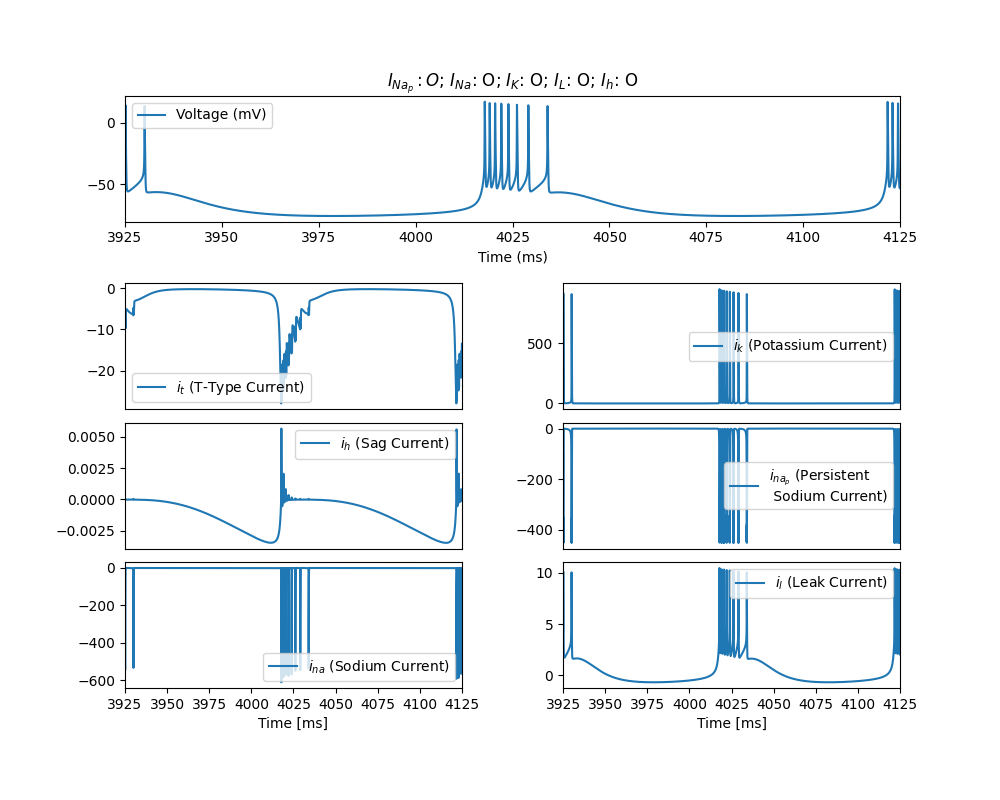 I_{Na_p} : O; I_{Na}: O; I_K: O; I_L: O; I_h: O
Voltage (mV)
0
−50
3925 3950 3975 4000 4025 4050 4075 4100 4125
Time (ms)
0
−10
−20
i_t (T-Type Current)
500
0
i_k (Potassium Current)
0.0050
0.0025
0.0000
−0.0025
i_h (Sag Current)
0
−200
−400
i_{na_p} (Persistent
Sodium Current)
0
−200
−400
−600
i_{na} (Sodium Current)
3925 3950 3975 4000 4025 4050 4075 4100 4125
Time [ms]
10
5
0
i_l (Leak Current)
3925 3950 3975 4000 4025 4050 4075 4100 4125
Time [ms]